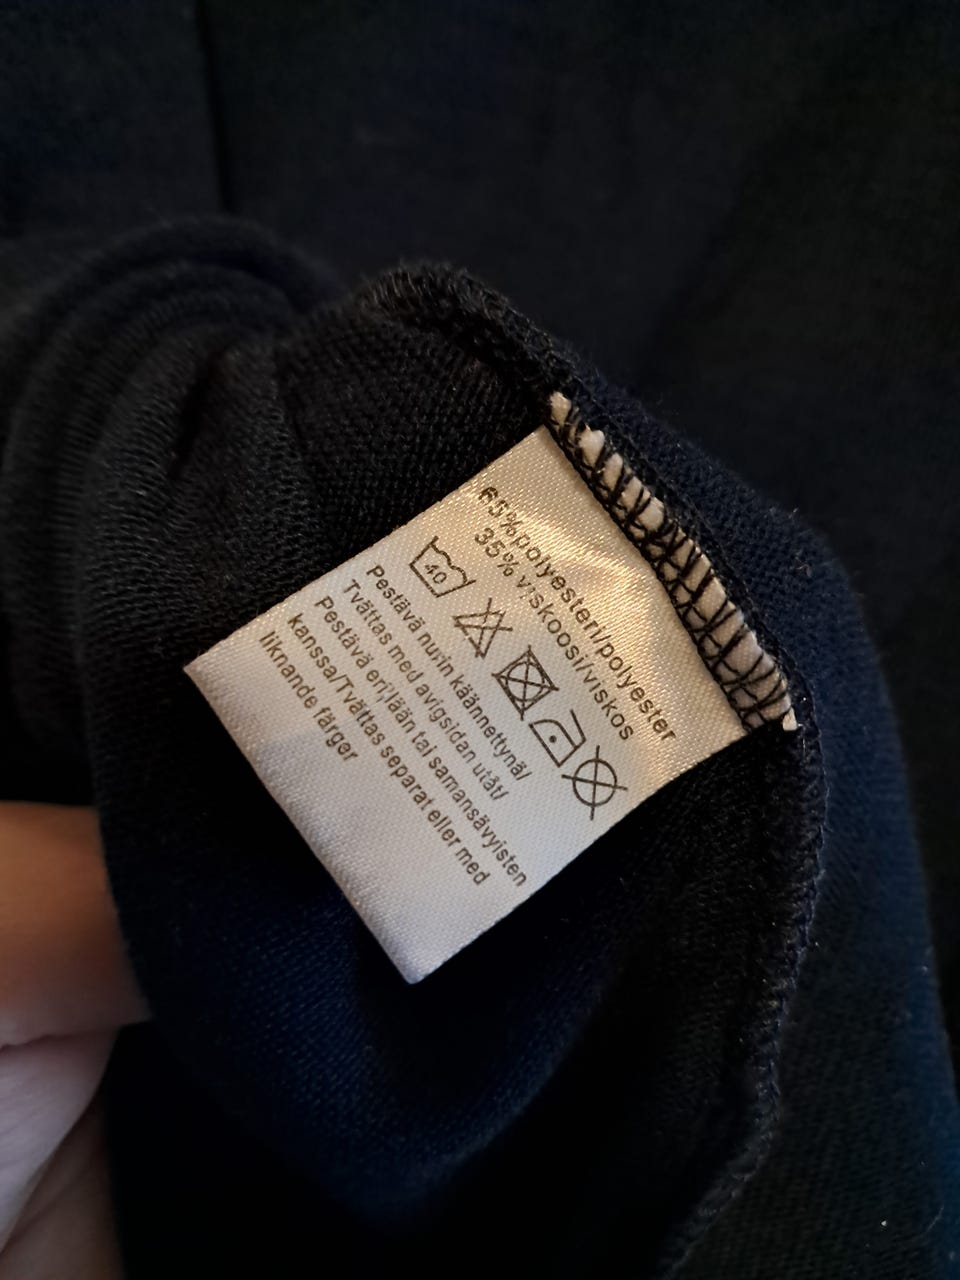 65%polyesteri/polyester
35% viskoosi/viskos
40
Pestävä nurin käännettynä/
Tvättas med avigsidan utåt/
Pestävä erillään tai samansävyisten
kanssa/Tvättas separat eller med
liknande färger